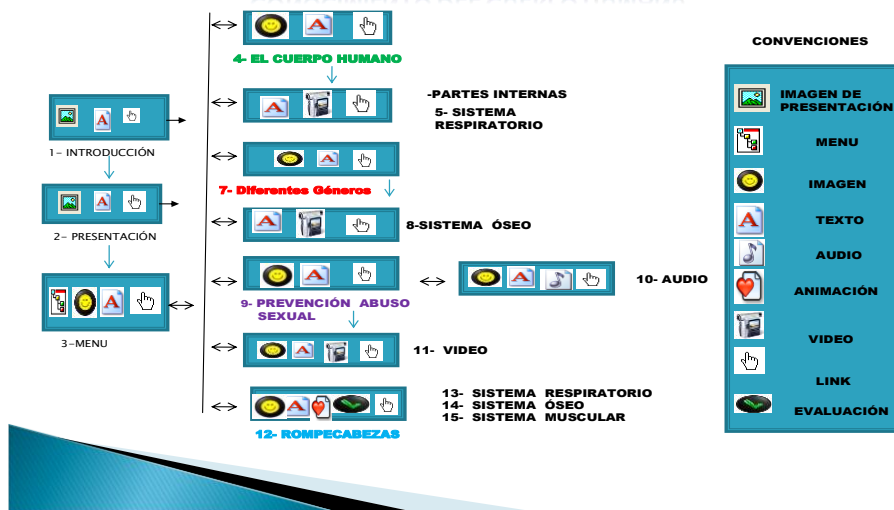 4- EL CUERPO HUMANO
-PARTES INTERNAS
5- SISTEMA
RESPIRATORIO
1- INTRODUCCIÓN
7- Diferentes Géneros
2- PRESENTACIÓN
8-SISTEMA ÓSEO
9- PREVENCIÓN ABUSO
SEXUAL
10- AUDIO
3-MENU
11- VIDEO
13- SISTEMA RESPIRATORIO
14- SISTEMA ÓSEO
15- SISTEMA MUSCULAR
12- ROMPECABEZAS
CONVENCIONES
IMAGEN DE
PRESENTACIÓN
MENU
IMAGEN
TEXTO
AUDIO
ANIMACIÓN
VIDEO
LINK
EVALUACIÓN